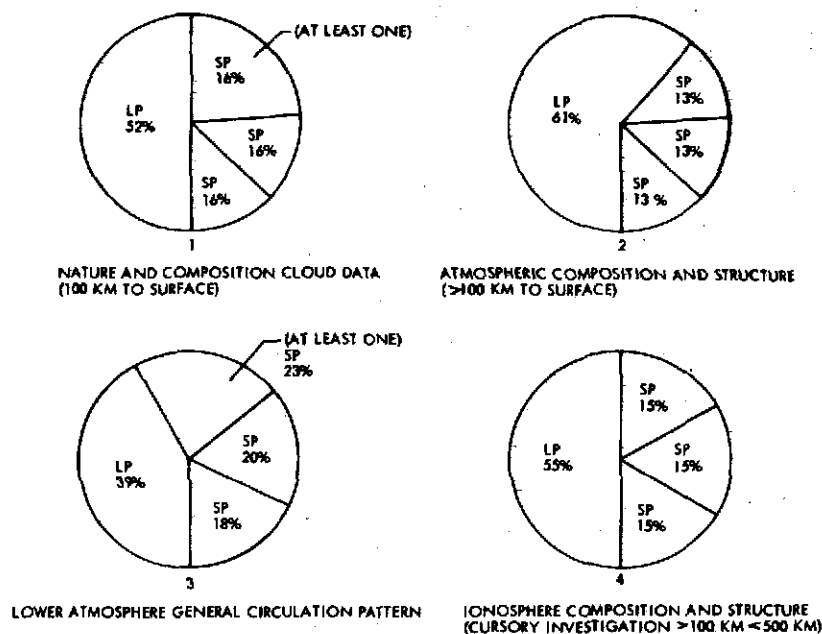 (AT LEAST ONE)
SP
16%
LP
52%
SP
16%
SP
16%
1
NATURE AND COMPOSITION CLOUD DATA
(100 KM TO SURFACE)
LP
61%
SP
13%
SP
13%
SP
13 %
2
ATMOSPHERIC COMPOSITION AND STRUCTURE
(>100 KM TO SURFACE)
(AT LEAST ONE)
SP
23%
LP
39%
SP
20%
SP
18%
3
LOWER ATMOSPHERE GENERAL CIRCULATION PATTERN
LP
55%
SP
15%
SP
15%
SP
15%
4
IONOSPHERE COMPOSITION AND STRUCTURE
(CURSORY INVESTIGATION >100 KM <500 KM)